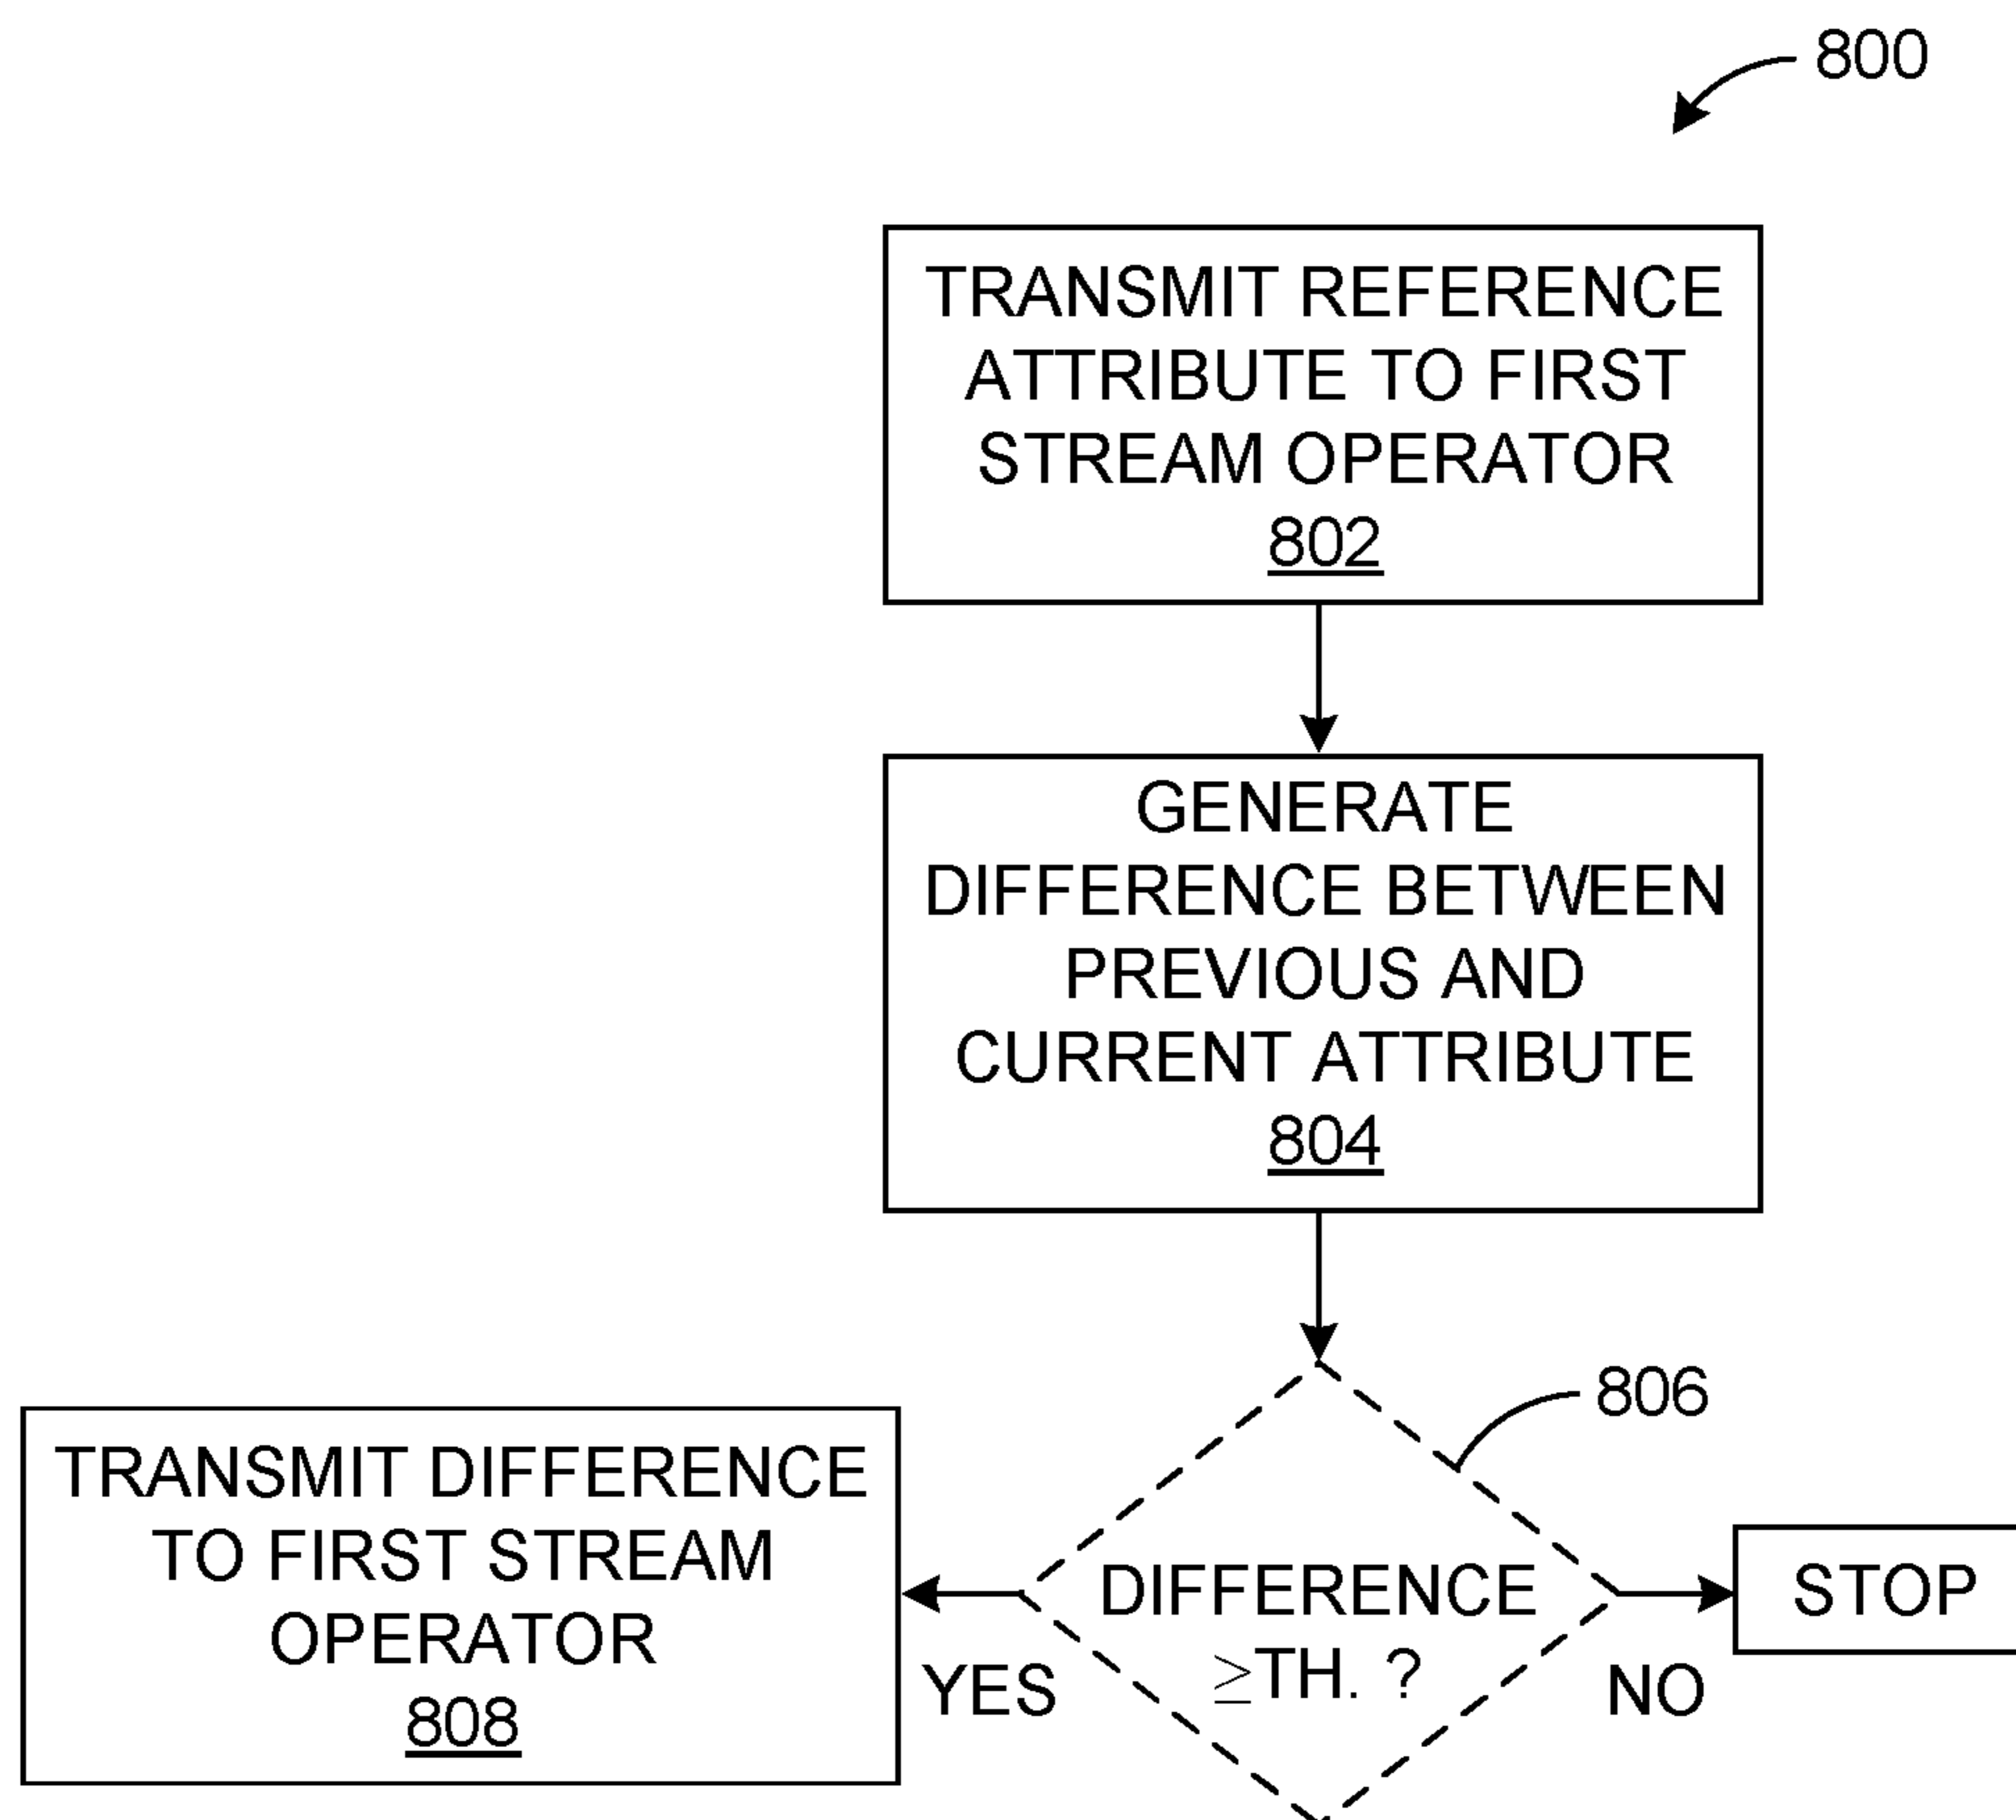 800
TRANSMIT REFERENCE
ATTRIBUTE TO FIRST
STREAM OPERATOR
802
GENERATE
DIFFERENCE BETWEEN
PREVIOUS AND
CURRENT ATTRIBUTE
804
806
TRANSMIT DIFFERENCE
TO FIRST STREAM
OPERATOR
808
YES
DIFFERENCE
≥TH. ?
NO
STOP